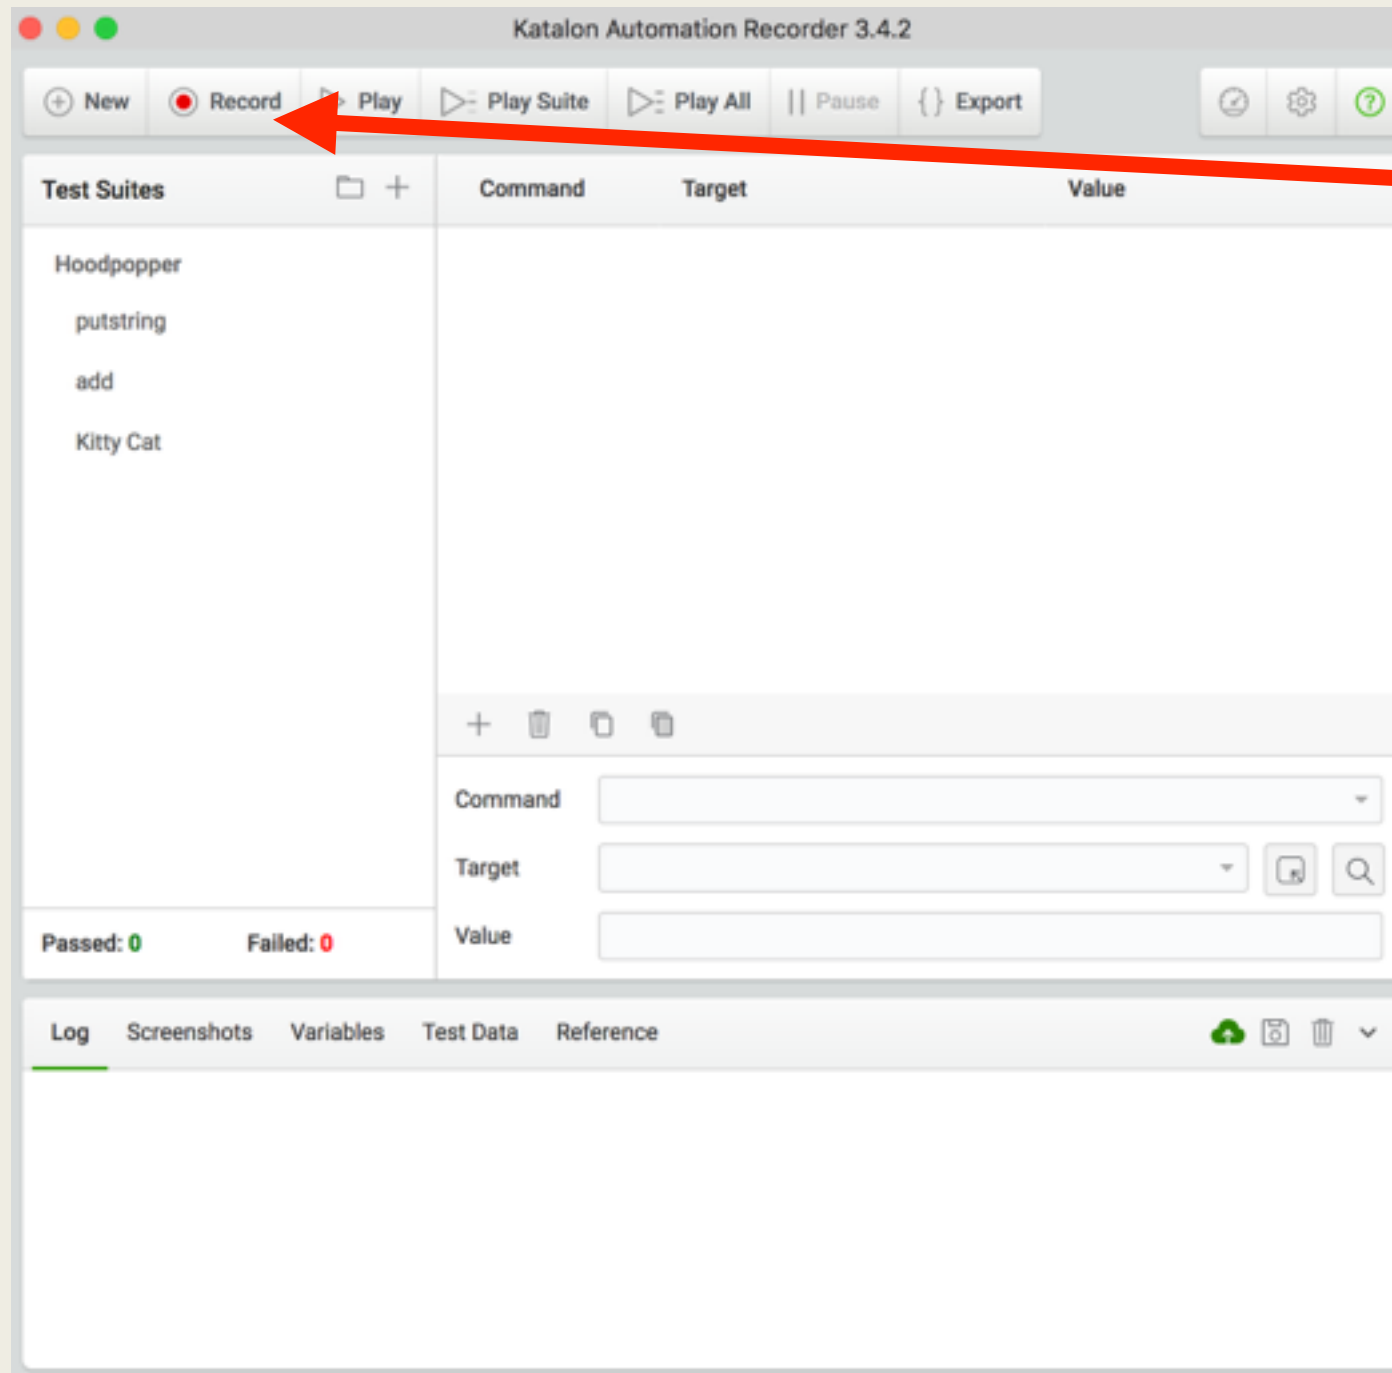 Katalon Automation Recorder 3.4.2
New Record Play Play Suite Play All Pause { } Export
Test Suites
Command Target Value
Hoodpopper
putstring
add
Kitty Cat
Command
Target
Value
Passed: 0 Failed: 0
Log Screenshots Variables Test Data Reference